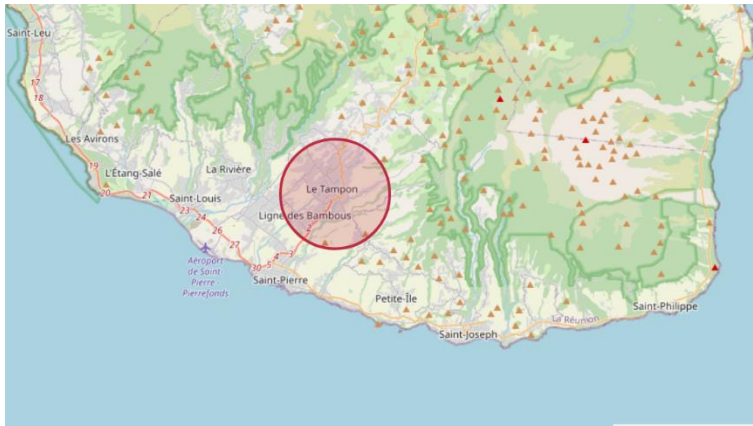 Saint-Leu
17
18
Les Avirons
19
20
L'Étang-Salé
21
La Rivière
Saint-Louis
23
24
26
27
Le Tampon
Ligne des Bambous
2
Aéroport
de Saint
Pierre -
Pierrefonds
30
5
4
3
Saint-Pierre
Petite-Île
Saint-Joseph
La Réunion
Saint-Philippe